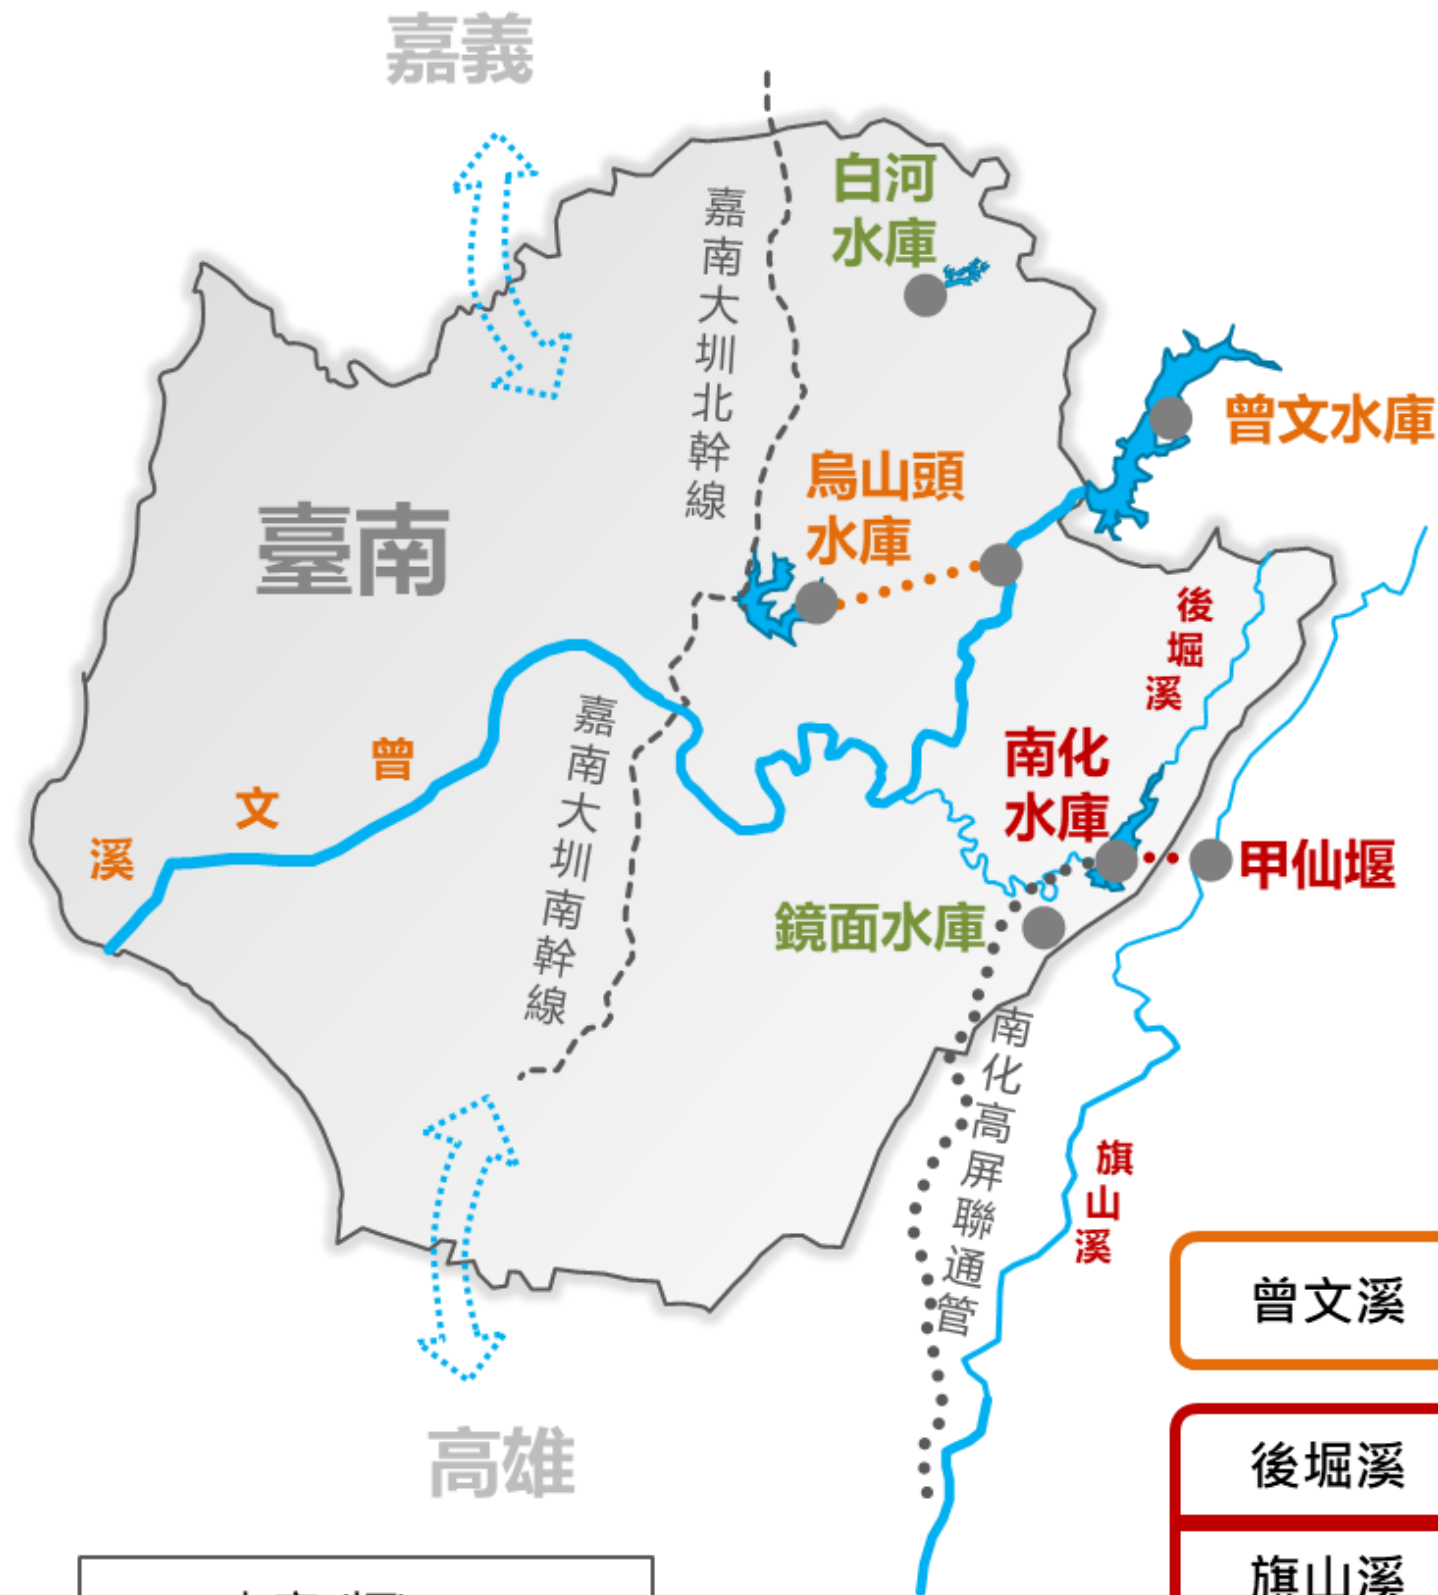 嘉義
嘉南大圳北幹線
白河
水庫
曾文水庫
烏山頭
水庫
臺南
後堀溪
嘉南大圳南幹線
曾文溪
南化
水庫
甲仙堰
鏡面水庫
南化高屏聯通管
旗山溪
高雄
曾文溪
後堀溪
旗山溪